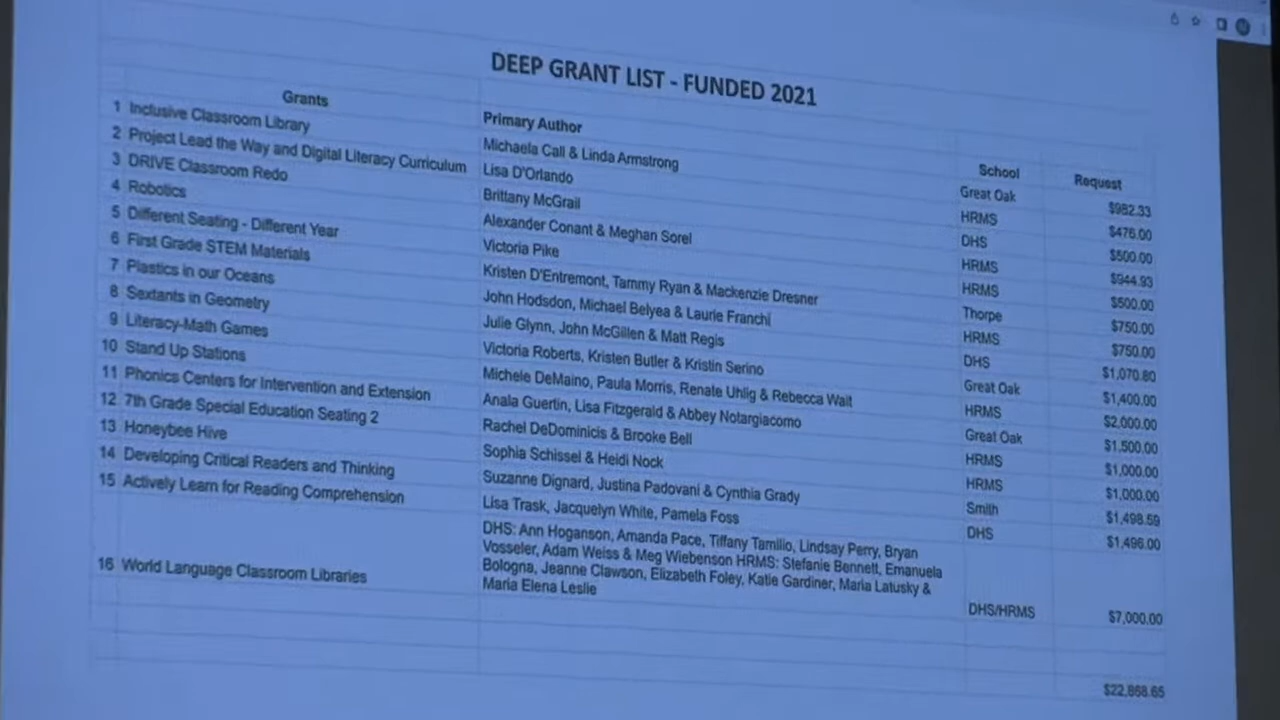 DEEP GRANT LIST - FUNDED 2021
Grants Primary Author School Request
1 Inclusive Classroom Library Michaela Call & Linda Armstrong Great Oak $982.33
2 Project Lead the Way and Digital Literacy Curriculum Lisa D'Orlando HRMS $476.00
3 DRIVE Classroom Redo Brittany McGrail DHS $500.00
4 Robotics Alexander Conant & Meghan Sorel HRMS $944.93
5 Different Seating - Different Year Victoria Pike HRMS $500.00
6 First Grade STEM Materials Kristen D'Entremont, Tammy Ryan & Mackenzie Dresner Thorpe $750.00
7 Plastics in our Oceans John Hodsdon, Michael Belyea & Laurie Franchi HRMS $750.00
8 Sextants in Geometry Julie Glynn, John McGillen & Matt Regis DHS $1,070.80
9 Literacy-Math Games Victoria Roberts, Kristen Butler & Kristin Serino Great Oak $1,400.00
10 Stand Up Stations Michele DeMaino, Paula Morris, Renate Uhlig & Rebecca Wait HRMS $2,000.00
11 Phonics Centers for Intervention and Extension Anala Guertin, Lisa Fitzgerald & Abbey Notargiacomo Great Oak $1,500.00
12 7th Grade Special Education Seating 2 Rachel DeDominicis & Brooke Bell HRMS $1,000.00
13 Honeybee Hive Sophia Schissel & Heidi Nock HRMS $1,000.00
14 Developing Critical Readers and Thinking Suzanne Dignard, Justina Padovani & Cynthia Grady Smith $1,498.59
15 Actively Learn for Reading Comprehension Lisa Trask, Jacquelyn White, Pamela Foss DHS $1,496.00
DHS: Ann Hoganson, Amanda Pace, Tiffany Tamilio, Lindsay Perry, Bryan
Vosseler, Adam Weiss & Meg Wiebenson HRMS: Stefanie Bennett, Emanuela
Bologna, Jeanne Clawson, Elizabeth Foley, Katie Gardiner, Maria Latusky &
16 World Language Classroom Libraries Maria Elena Leslie DHS/HRMS $7,000.00
$22,868.65